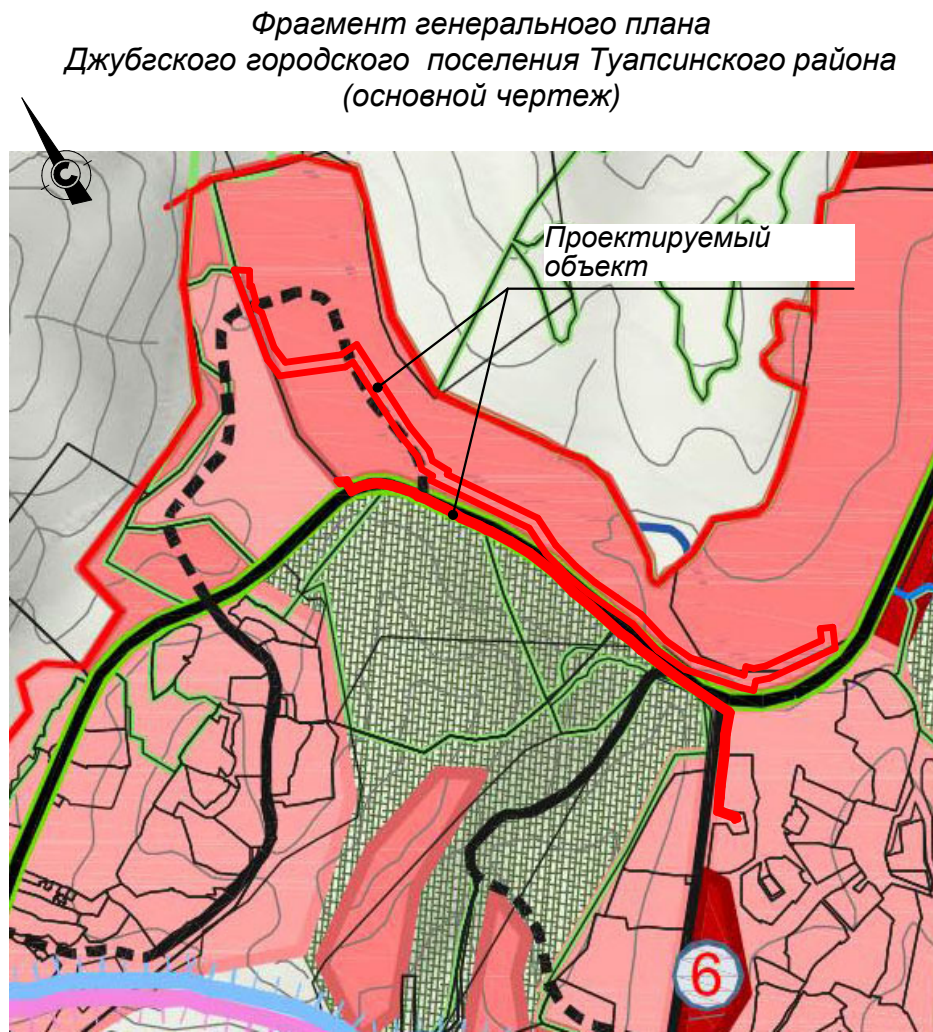 Фрагмент генерального плана
Джубгского городского поселения Туапсинского района
(основной чертеж)
С
Проектируемый
объект
6